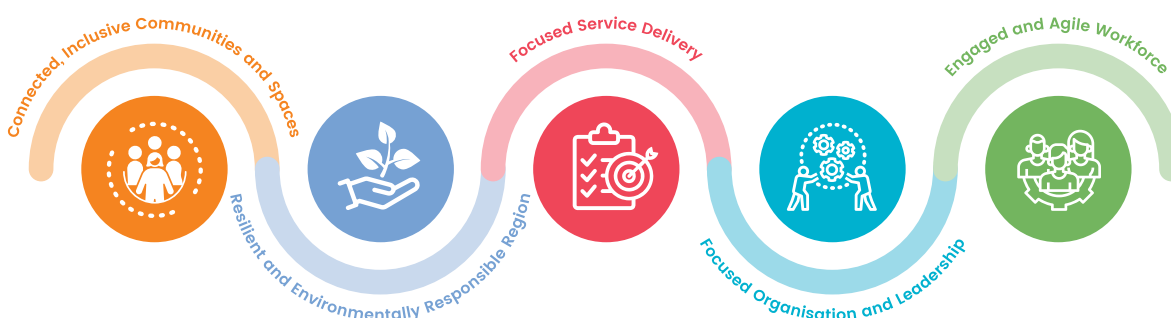 Connected, Inclusive Communities and Spaces
Resilient and Environmentally Responsible Region
Focused Service Delivery
Focused Organisation and Leadership
Engaged and Agile Workforce